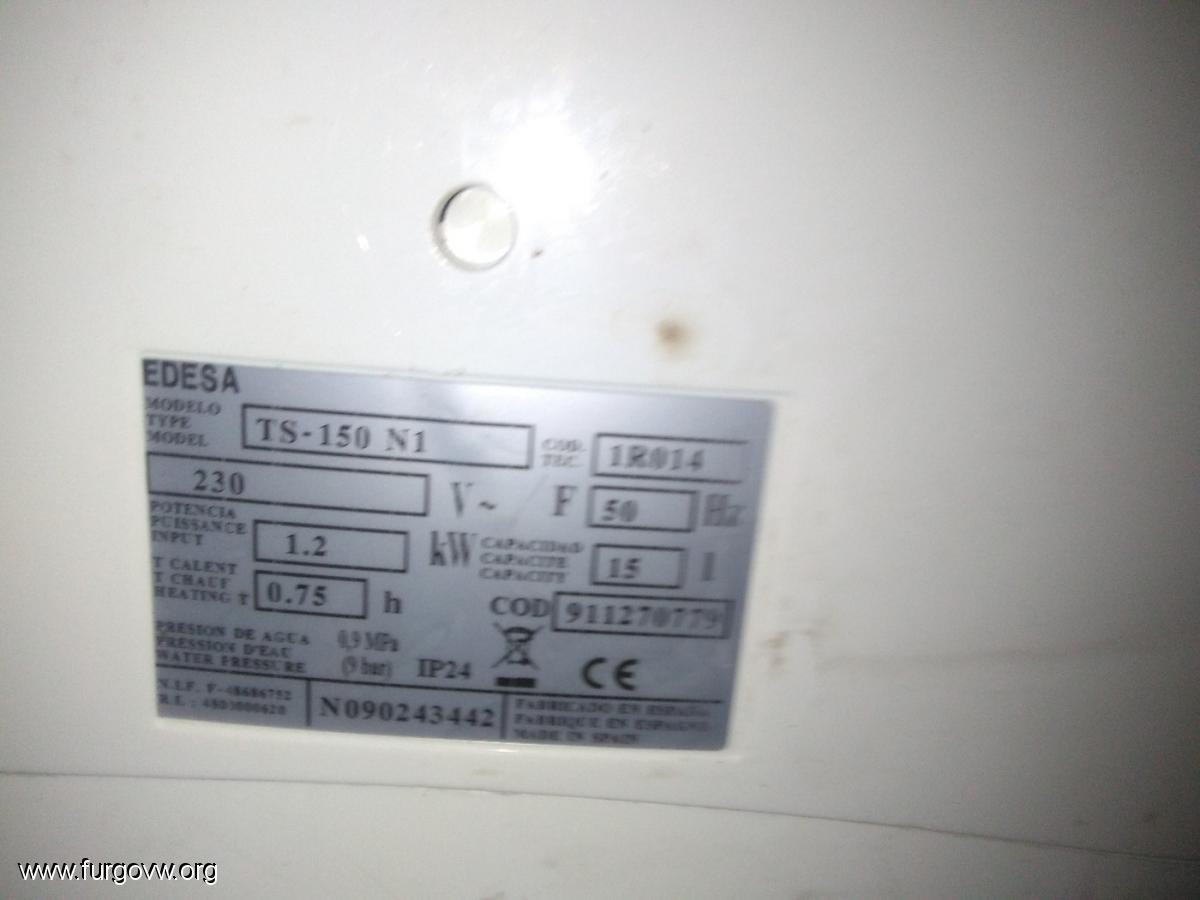 EDESA
MODELO
TYPE
MODEL
TS-150 N1
COD.
TEC.
1R014
230 V~ F 50 Hz
POTENCIA
PUISSANCE
INPUT
1.2 kW
CAPACIDAD
CAPACITE
CAPACITY
15 l
T CALENT
T CHAUF
HEATING T
0.75 h
COD 911270779
PRESION DE AGUA
PRESSION D'EAU
WATER PRESSURE
0,9 MPa
(9 bar)
IP24
CE
N.I.F. F-48686752
R.I. : 4803000620
N090243442
FABRICADO EN ESPAÑA
FABRIQUE EN ESPAGNE
MADE IN SPAIN
www.furgovw.org